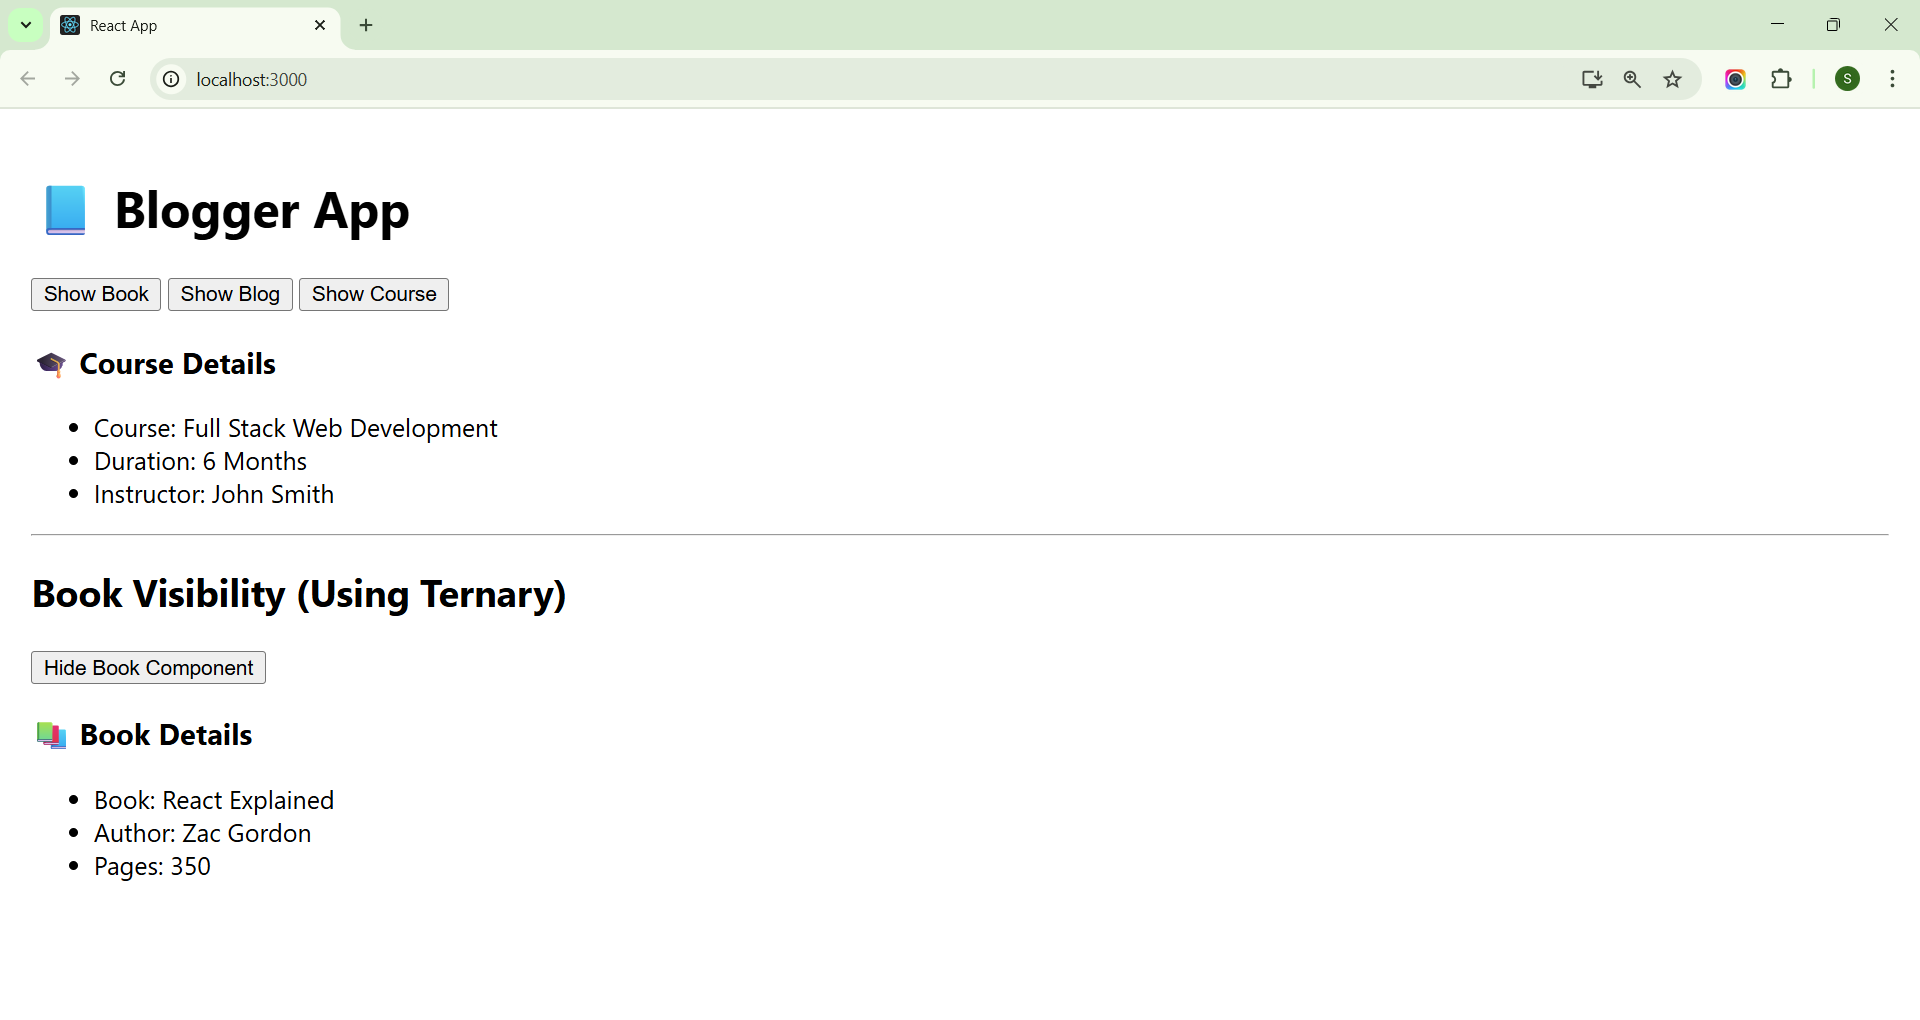 React App
localhost:3000
S
Blogger App
Show Book Show Blog Show Course
Course Details
• Course: Full Stack Web Development
• Duration: 6 Months
• Instructor: John Smith
Book Visibility (Using Ternary)
Hide Book Component
Book Details
• Book: React Explained
• Author: Zac Gordon
• Pages: 350